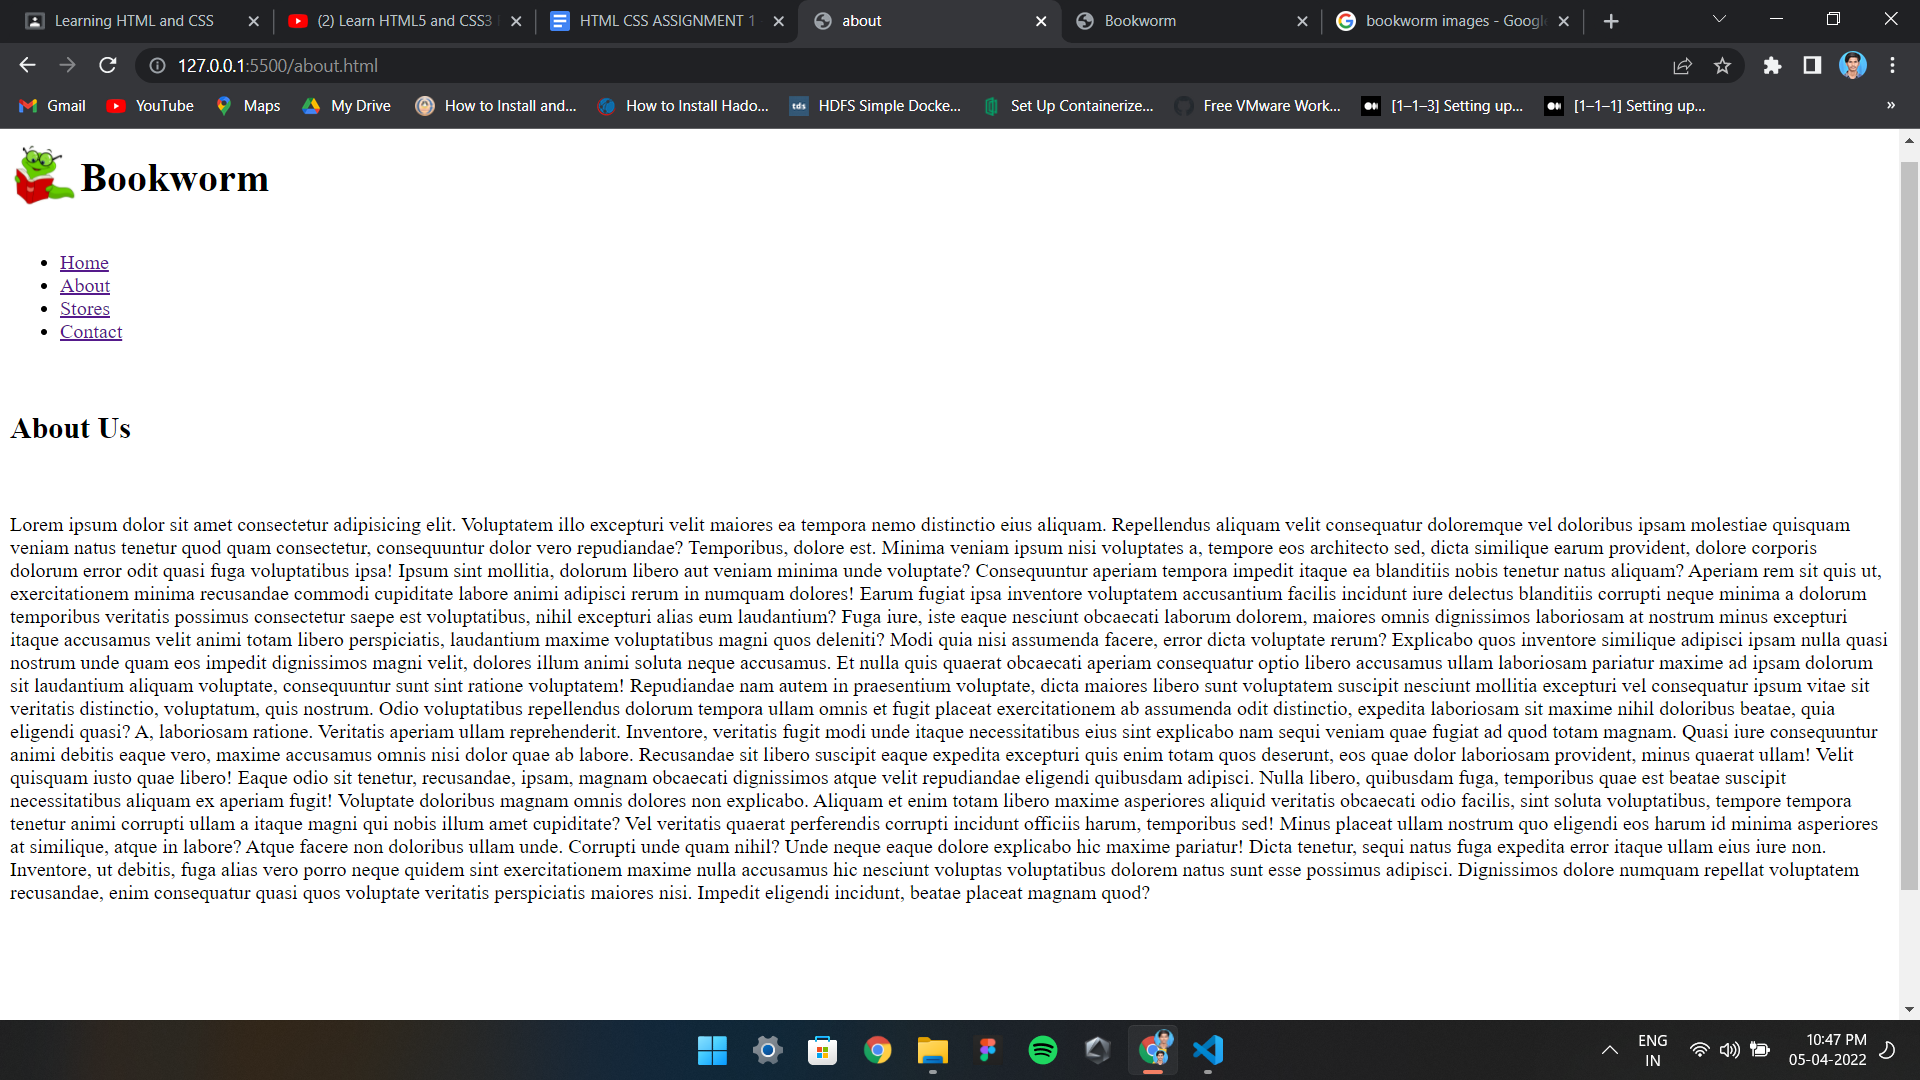 Learning HTML and CSS
(2) Learn HTML5 and CSS3
HTML CSS ASSIGNMENT 1
about
Bookworm
bookworm images - Google
127.0.0.1:5500/about.html
Gmail
YouTube
Maps
My Drive
How to Install and...
How to Install Hado...
tds
HDFS Simple Docke...
Set Up Containerize...
Free VMware Work...
[1–1–3] Setting up...
[1–1–1] Setting up...
»
Bookworm
Home
About
Stores
Contact
About Us
Lorem ipsum dolor sit amet consectetur adipisicing elit. Voluptatem illo excepturi velit maiores ea tempora nemo distinctio eius aliquam. Repellendus aliquam velit consequatur doloremque vel doloribus ipsam molestiae quisquam
veniam natus tenetur quod quam consectetur, consequuntur dolor vero repudiandae? Temporibus, dolore est. Minima veniam ipsum nisi voluptates a, tempore eos architecto sed, dicta similique earum provident, dolore corporis
dolorum error odit quasi fuga voluptatibus ipsa! Ipsum sint mollitia, dolorum libero aut veniam minima unde voluptate? Consequuntur aperiam tempora impedit itaque ea blanditiis nobis tenetur natus aliquam? Aperiam rem sit quis ut,
exercitationem minima recusandae commodi cupiditate labore animi adipisci rerum in numquam dolores! Earum fugiat ipsa inventore voluptatem accusantium facilis incidunt iure delectus blanditiis corrupti neque minima a dolorum
temporibus veritatis possimus consectetur saepe est voluptatibus, nihil excepturi alias eum laudantium? Fuga iure, iste eaque nesciunt obcaecati laborum dolorem, maiores omnis dignissimos laboriosam at nostrum minus excepturi
itaque accusamus velit animi totam libero perspiciatis, laudantium maxime voluptatibus magni quos deleniti? Modi quia nisi assumenda facere, error dicta voluptate rerum? Explicabo quos inventore similique adipisci ipsam nulla quasi
nostrum unde quam eos impedit dignissimos magni velit, dolores illum animi soluta neque accusamus. Et nulla quis quaerat obcaecati aperiam consequatur optio libero accusamus ullam laboriosam pariatur maxime ad ipsam dolorum
sit laudantium aliquam voluptate, consequuntur sunt sint ratione voluptatem! Repudiandae nam autem in praesentium voluptate, dicta maiores libero sunt voluptatem suscipit nesciunt mollitia excepturi vel consequatur ipsum vitae sit
veritatis distinctio, voluptatum, quis nostrum. Odio voluptatibus repellendus dolorum tempora ullam omnis et fugit placeat exercitationem ab assumenda odit distinctio, expedita laboriosam sit maxime nihil doloribus beatae, quia
eligendi quasi? A, laboriosam ratione. Veritatis aperiam ullam reprehenderit. Inventore, veritatis fugit modi unde itaque necessitatibus eius sint explicabo nam sequi veniam quae fugiat ad quod totam magnam. Quasi iure consequuntur
animi debitis eaque vero, maxime accusamus omnis nisi dolor quae ab labore. Recusandae sit libero suscipit eaque expedita excepturi quis enim totam quos deserunt, eos quae dolor laboriosam provident, minus quaerat ullam! Velit
quisquam iusto quae libero! Eaque odio sit tenetur, recusandae, ipsam, magnam obcaecati dignissimos atque velit repudiandae eligendi quibusdam adipisci. Nulla libero, quibusdam fuga, temporibus quae est beatae suscipit
necessitatibus aliquam ex aperiam fugit! Voluptate doloribus magnam omnis dolores non explicabo. Aliquam et enim totam libero maxime asperiores aliquid veritatis obcaecati odio facilis, sint soluta voluptatibus, tempore tempora
tenetur animi corrupti ullam a itaque magni qui nobis illum amet cupiditate? Vel veritatis quaerat perferendis corrupti incidunt officiis harum, temporibus sed! Minus placeat ullam nostrum quo eligendi eos harum id minima asperiores
at similique, atque in labore? Atque facere non doloribus ullam unde. Corrupti unde quam nihil? Unde neque eaque dolore explicabo hic maxime pariatur! Dicta tenetur, sequi natus fuga expedita error itaque ullam eius iure non.
Inventore, ut debitis, fuga alias vero porro neque quidem sint exercitationem maxime nulla accusamus hic nesciunt voluptas voluptatibus dolorem natus sunt esse possimus adipisci. Dignissimos dolore numquam repellat voluptatem
recusandae, enim consequatur quasi quos voluptate veritatis perspiciatis maiores nisi. Impedit eligendi incidunt, beatae placeat magnam quod?
ENG
IN
10:47 PM
05-04-2022